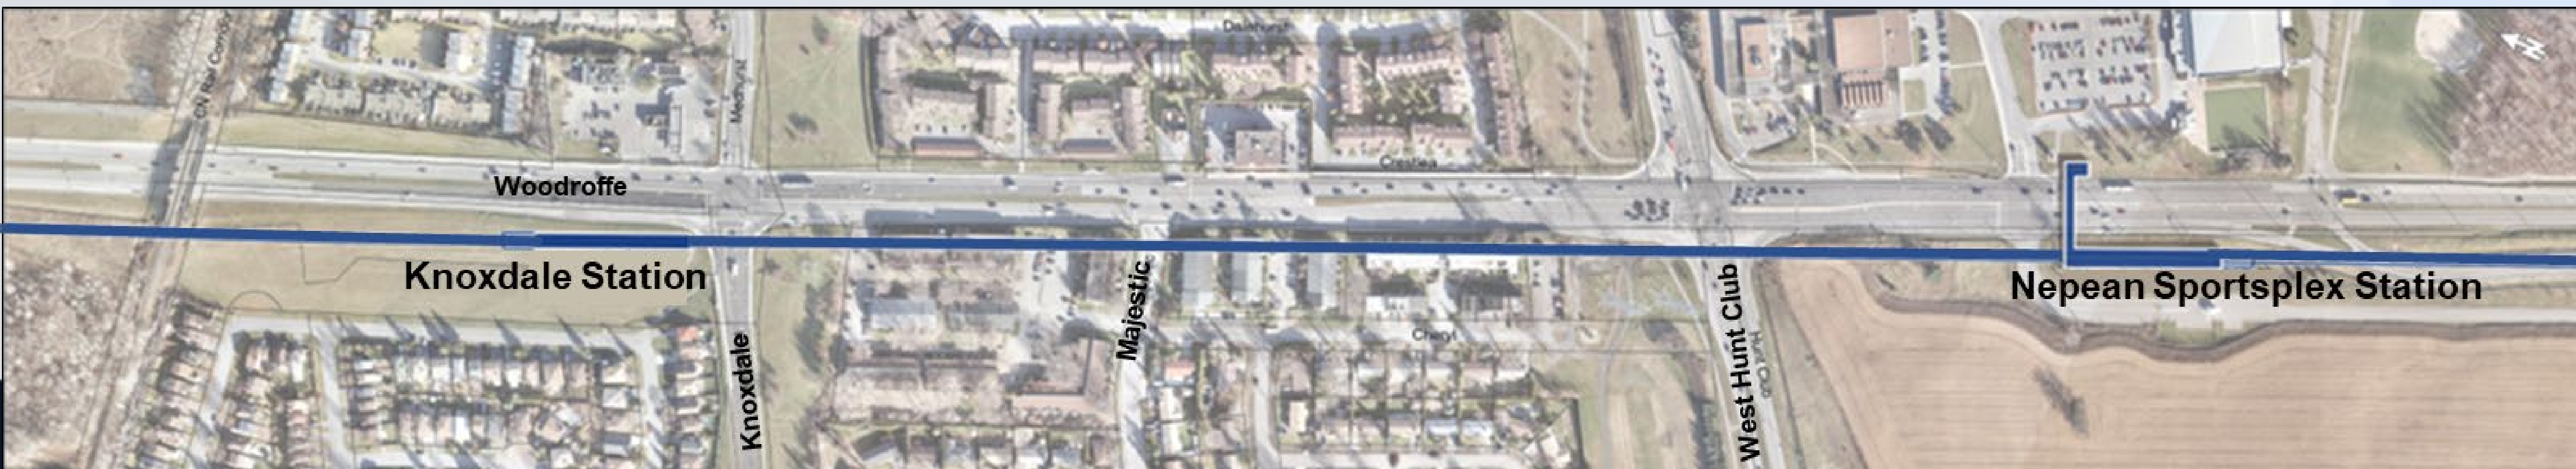 Dalehurst
CN Rail Corridor
Medhurst
Crestlea
Woodroffe
Knoxdale Station
Majestic
Knoxdale
Cheryl
West Hunt Club
Hunt Club
Nepean Sportsplex Station
N